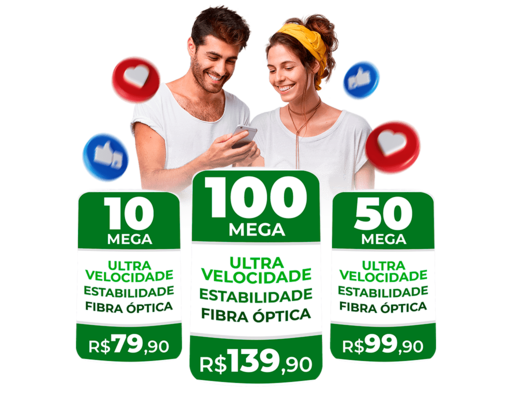 10
MEGA
ULTRA
VELOCIDADE
ESTABILIDADE
FIBRA ÓPTICA
R$79,90
100
MEGA
ULTRA
VELOCIDADE
ESTABILIDADE
FIBRA ÓPTICA
R$139,90
50
MEGA
ULTRA
VELOCIDADE
ESTABILIDADE
FIBRA ÓPTICA
R$99,90